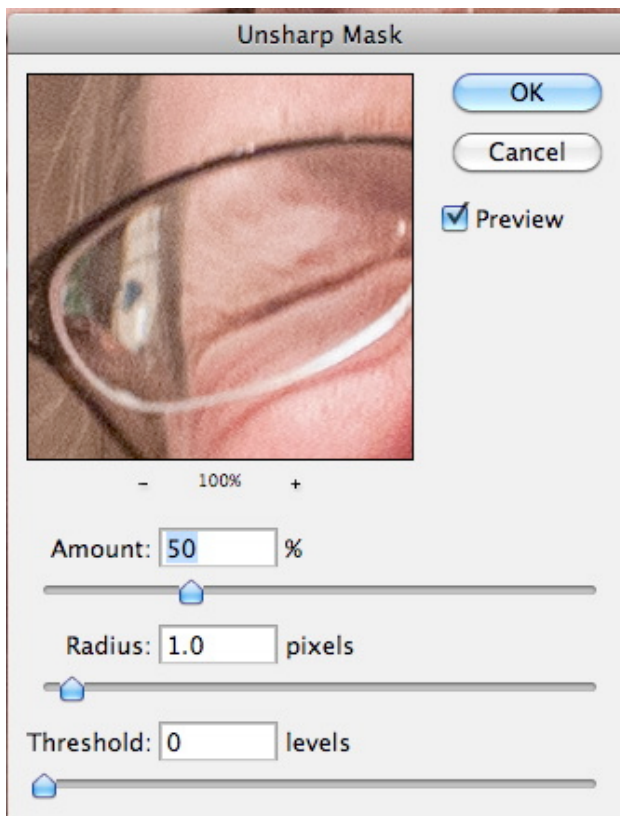 Unsharp Mask
OK
Cancel
Preview
- 100% +
Amount: 50 %
Radius: 1.0 pixels
Threshold: 0 levels